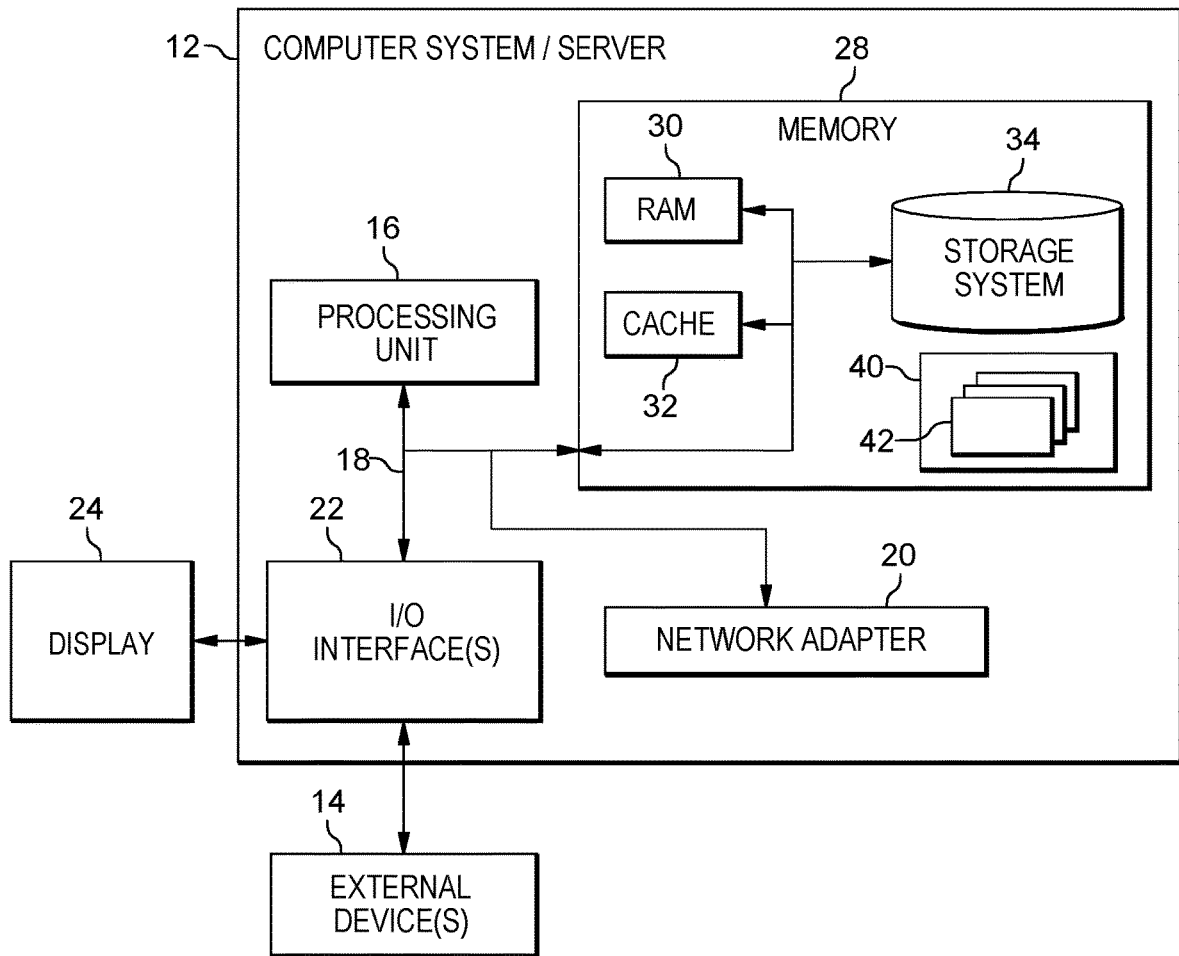 12
COMPUTER SYSTEM / SERVER
28
MEMORY
30
RAM
34
STORAGE
SYSTEM
16
PROCESSING
UNIT
CACHE
32
40
42
18
24
DISPLAY
22
I/O
INTERFACE(S)
20
NETWORK ADAPTER
14
EXTERNAL
DEVICE(S)